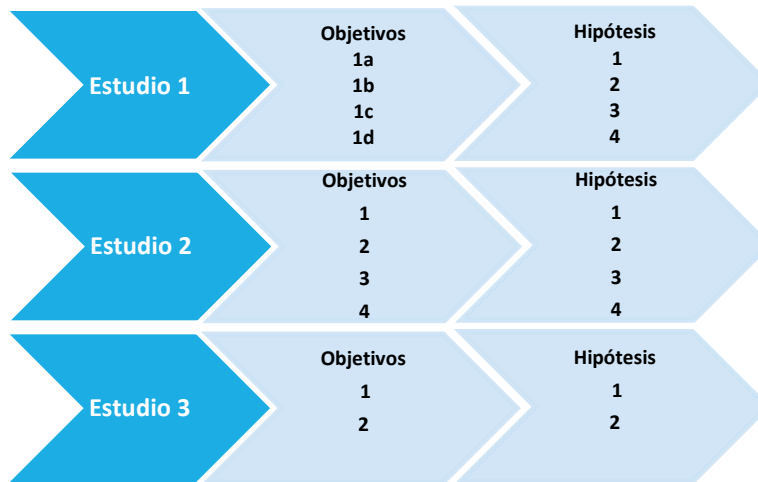 Estudio 1
Objetivos
1a
1b
1c
1d
Hipótesis
1
2
3
4
Estudio 2
Objetivos
1
2
3
4
Hipótesis
1
2
3
4
Estudio 3
Objetivos
1
2
Hipótesis
1
2